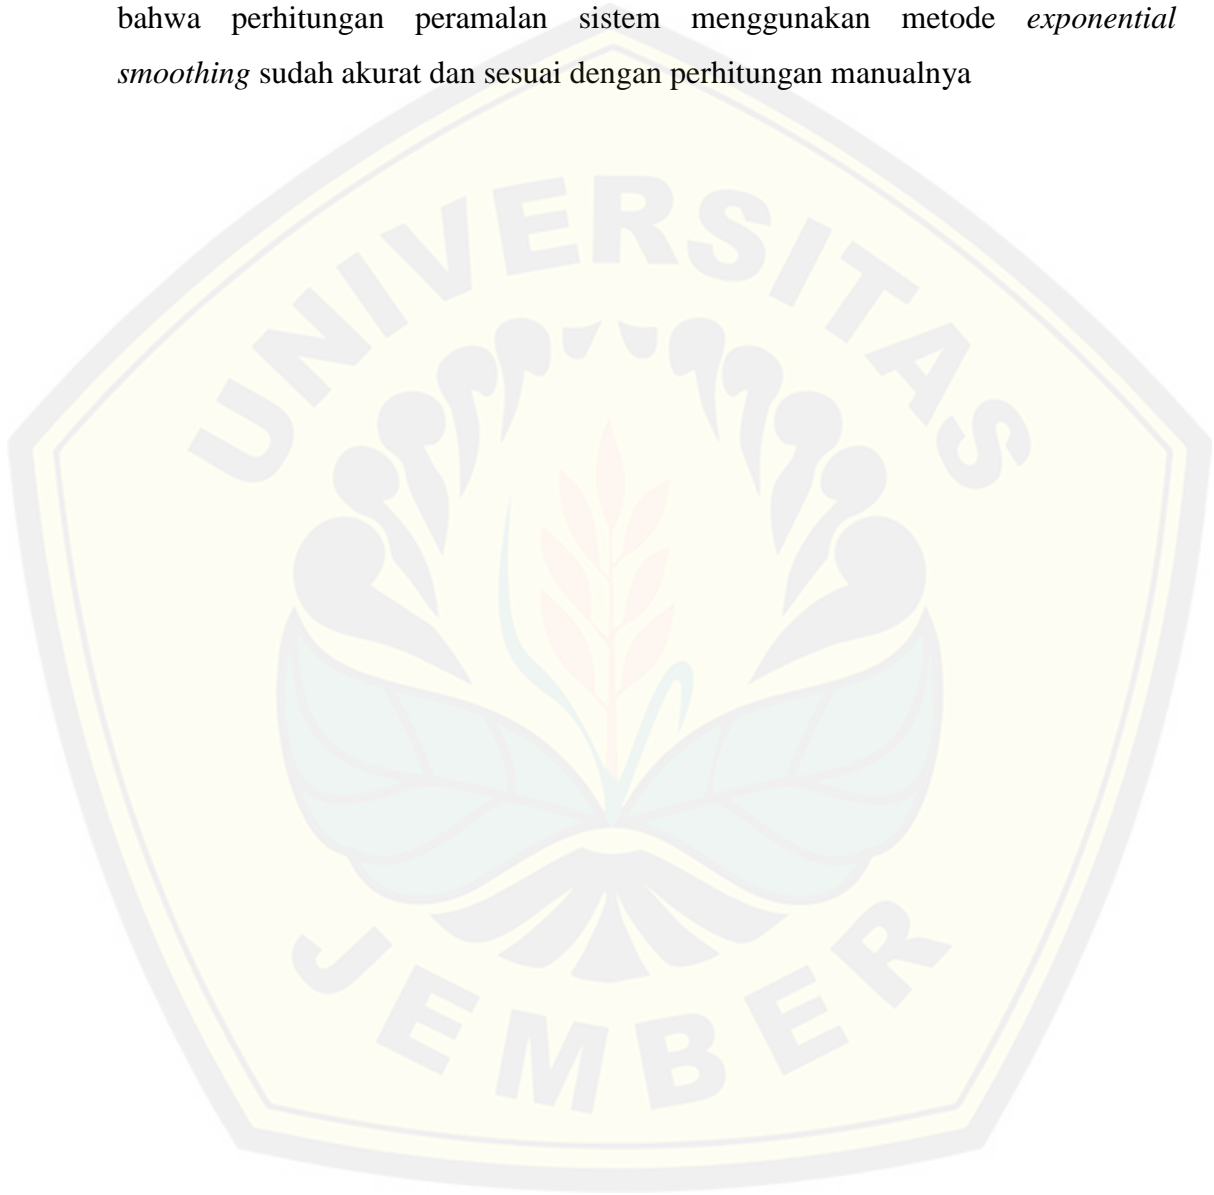 bahwa perhitungan peramalan sistem menggunakan metode exponential
smoothing sudah akurat dan sesuai dengan perhitungan manualnya
UNIVERSITAS
JEMBER